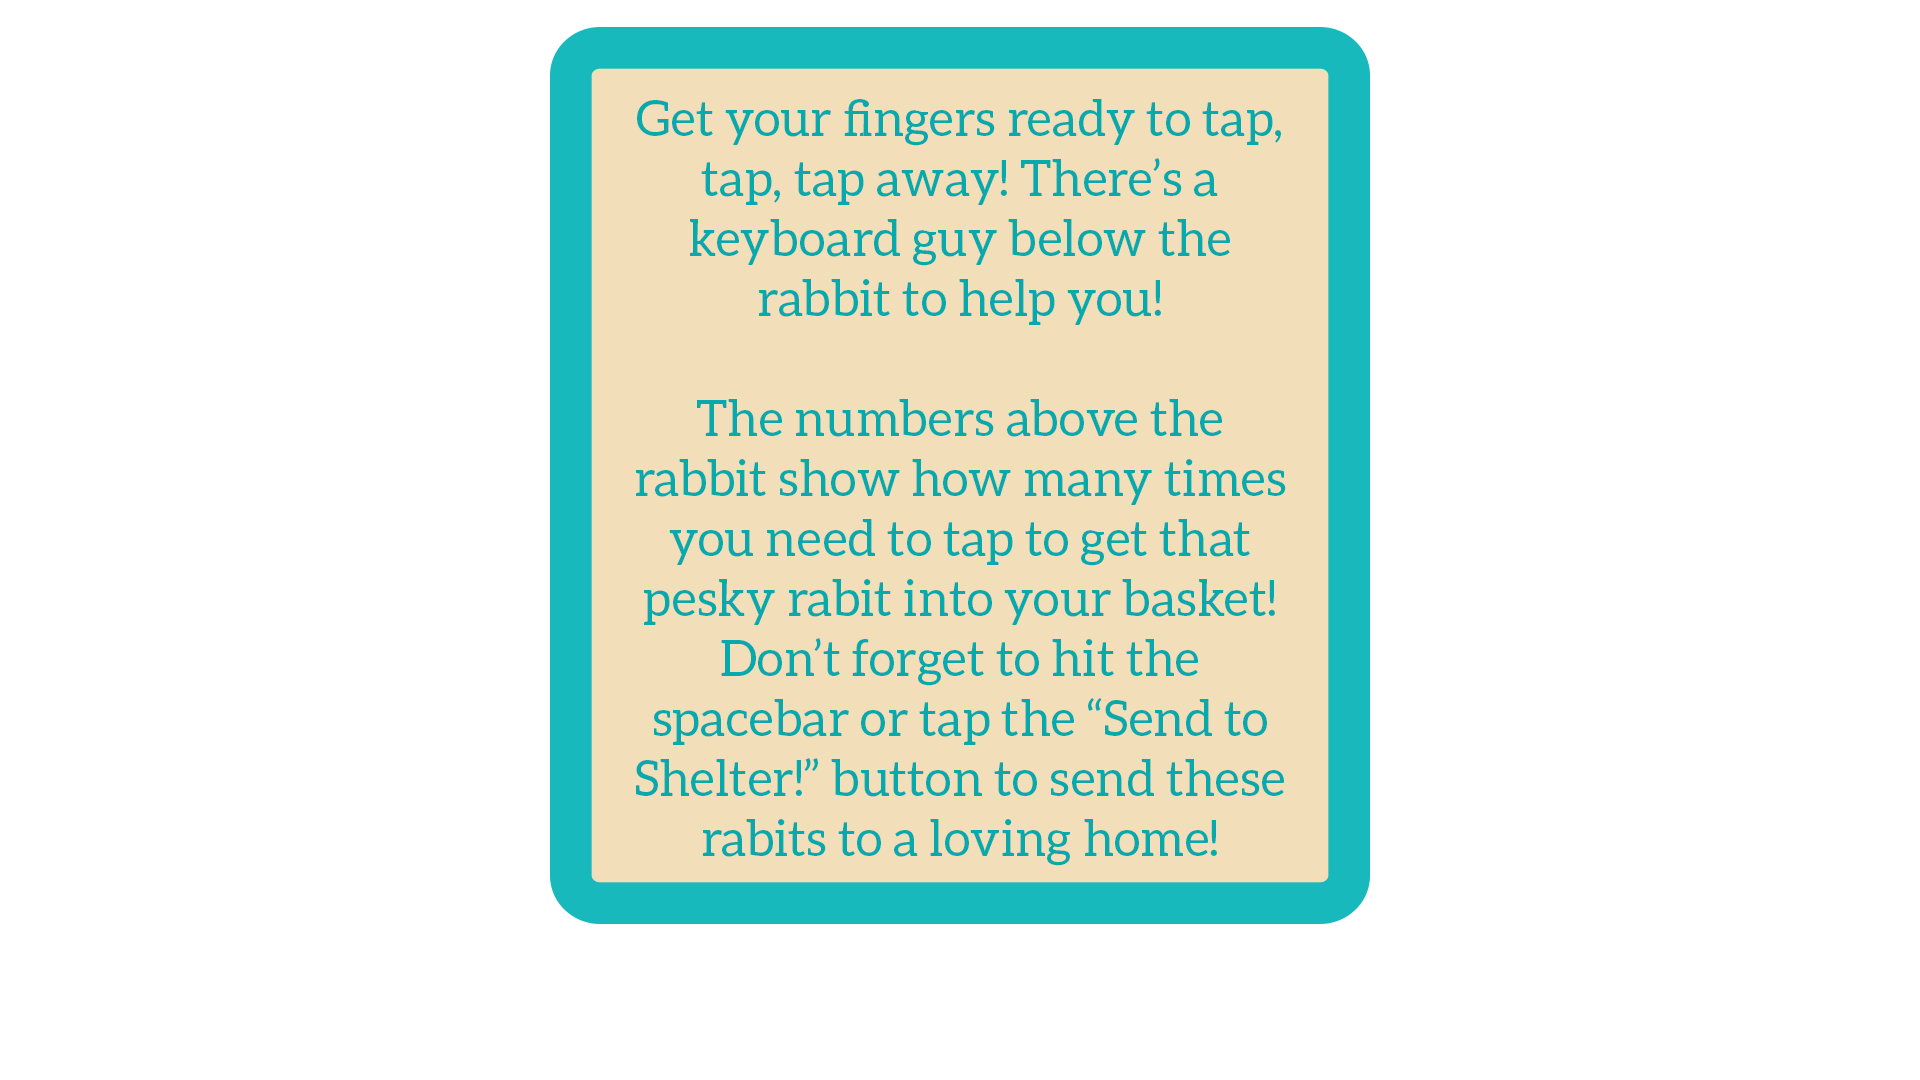 Get your fingers ready to tap,
tap, tap away! There’s a
keyboard guy below the
rabbit to help you!
The numbers above the
rabbit show how many times
you need to tap to get that
pesky rabit into your basket!
Don’t forget to hit the
spacebar or tap the “Send to
Shelter!” button to send these
rabits to a loving home!